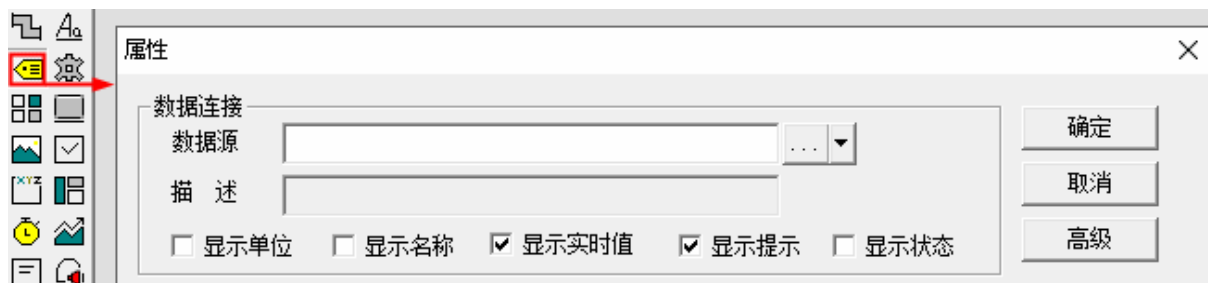 Aa
属性
数据连接
数据源
...
确定
描 述
取消
XYZ
显示单位 显示名称 显示实时值 显示提示 显示状态
高级